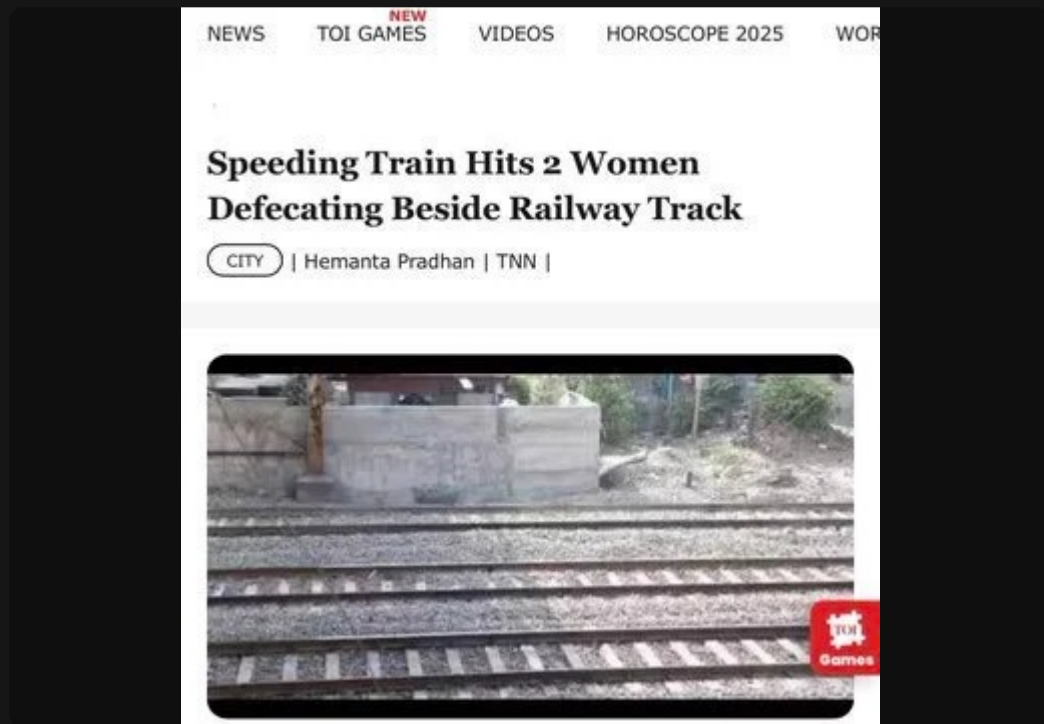 NEW
NEWS TOI GAMES VIDEOS HOROSCOPE 2025 WOR
Speeding Train Hits 2 Women
Defecating Beside Railway Track
CITY | Hemanta Pradhan | TNN |
TOI
Games